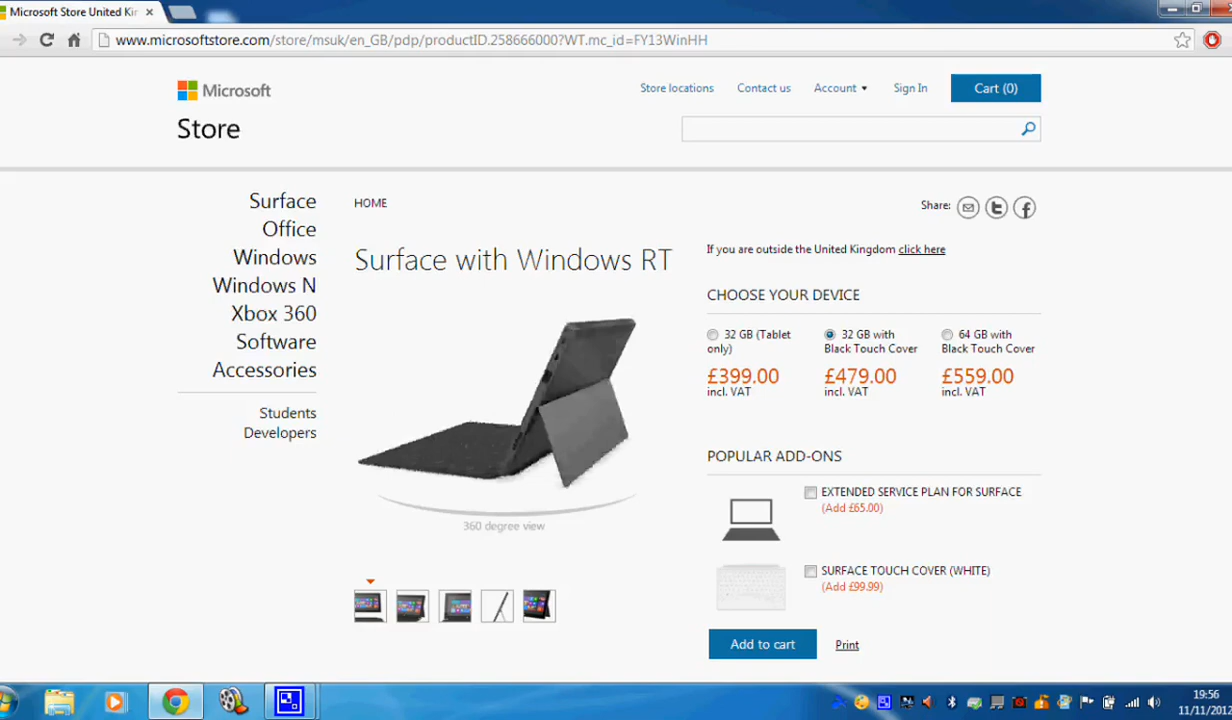 Microsoft Store United Kin
www.microsoftstore.com/store/msuk/en_GB/pdp/productID.258666000?WT.mc_id=FY13WinHH
Microsoft
Store
Store locations
Contact us
Account
Sign In
Cart (0)
Surface
Office
Windows
Windows N
Xbox 360
Software
Accessories
Students
Developers
HOME
Share:
Surface with Windows RT
360 degree view
If you are outside the United Kingdom click here
CHOOSE YOUR DEVICE
32 GB (Tablet
only)
£399.00
incl. VAT
32 GB with
Black Touch Cover
£479.00
incl. VAT
64 GB with
Black Touch Cover
£559.00
incl. VAT
POPULAR ADD-ONS
EXTENDED SERVICE PLAN FOR SURFACE
(Add £65.00)
SURFACE TOUCH COVER (WHITE)
(Add £99.99)
Add to cart
Print
19:56
11/11/2012